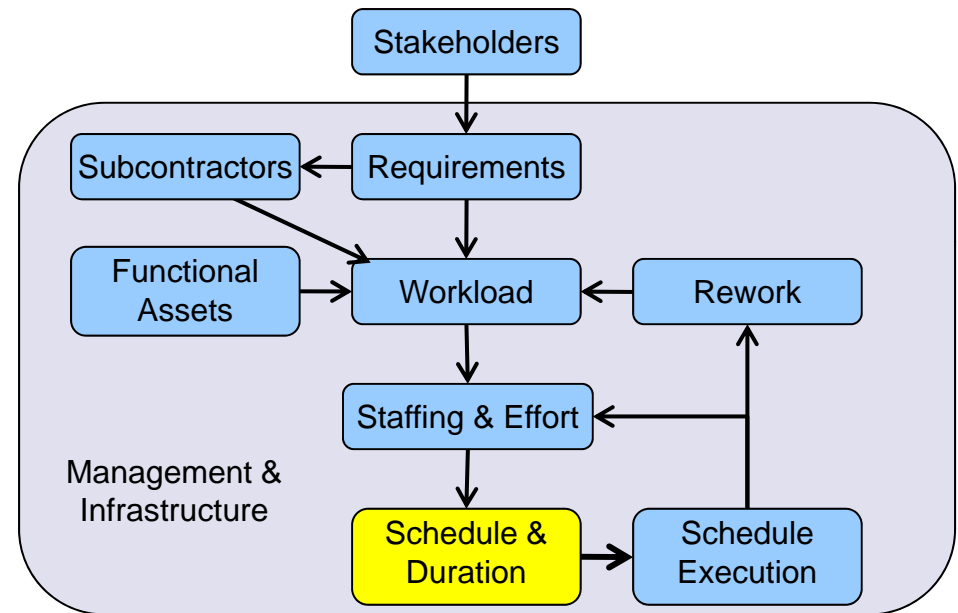 Stakeholders
Subcontractors
Requirements
Functional
Assets
Workload
Rework
Staffing & Effort
Management &
Infrastructure
Schedule &
Duration
Schedule
Execution